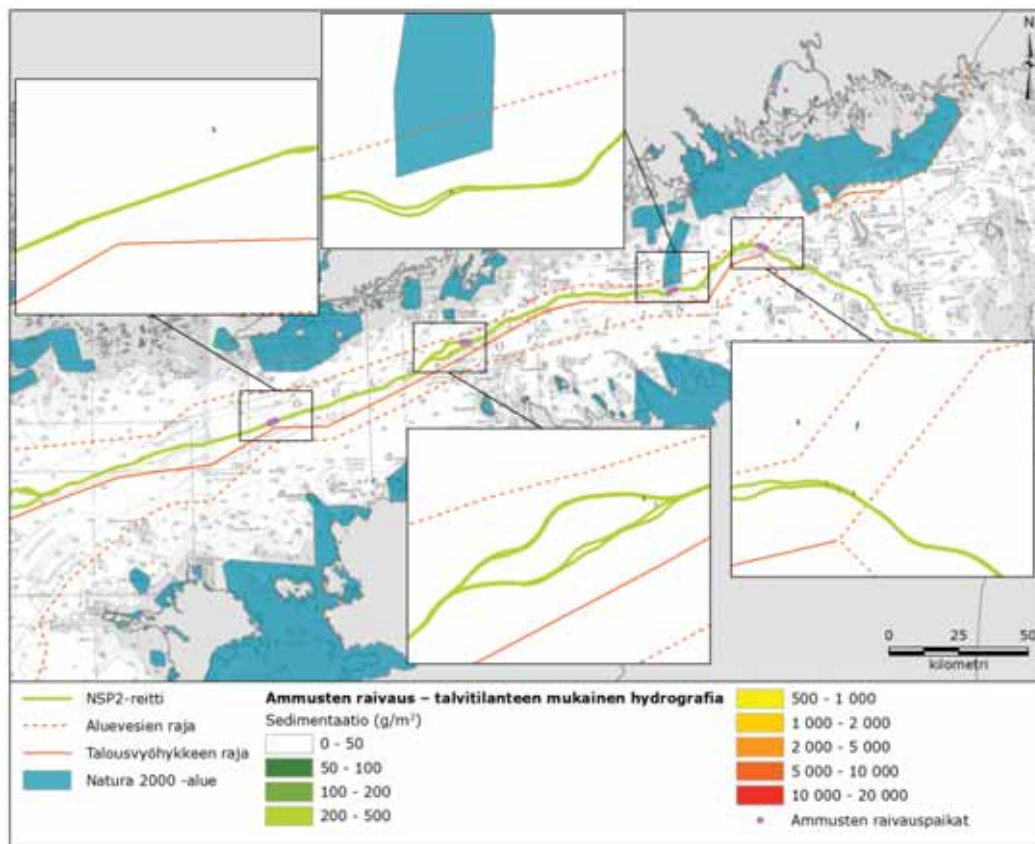 N
0 25 50
kilometri
NSP2-reitti
Aluevesien raja
Talousvyöhykkeen raja
Natura 2000 -alue
Ammusten raivaus – talvitilanteen mukainen hydrografia
Sedimentaatio (g/m²)
0 - 50
50 - 100
100 - 200
200 - 500
500 - 1 000
1 000 - 2 000
2 000 - 5 000
5 000 - 10 000
10 000 - 20 000
Ammusten raivauspaikat